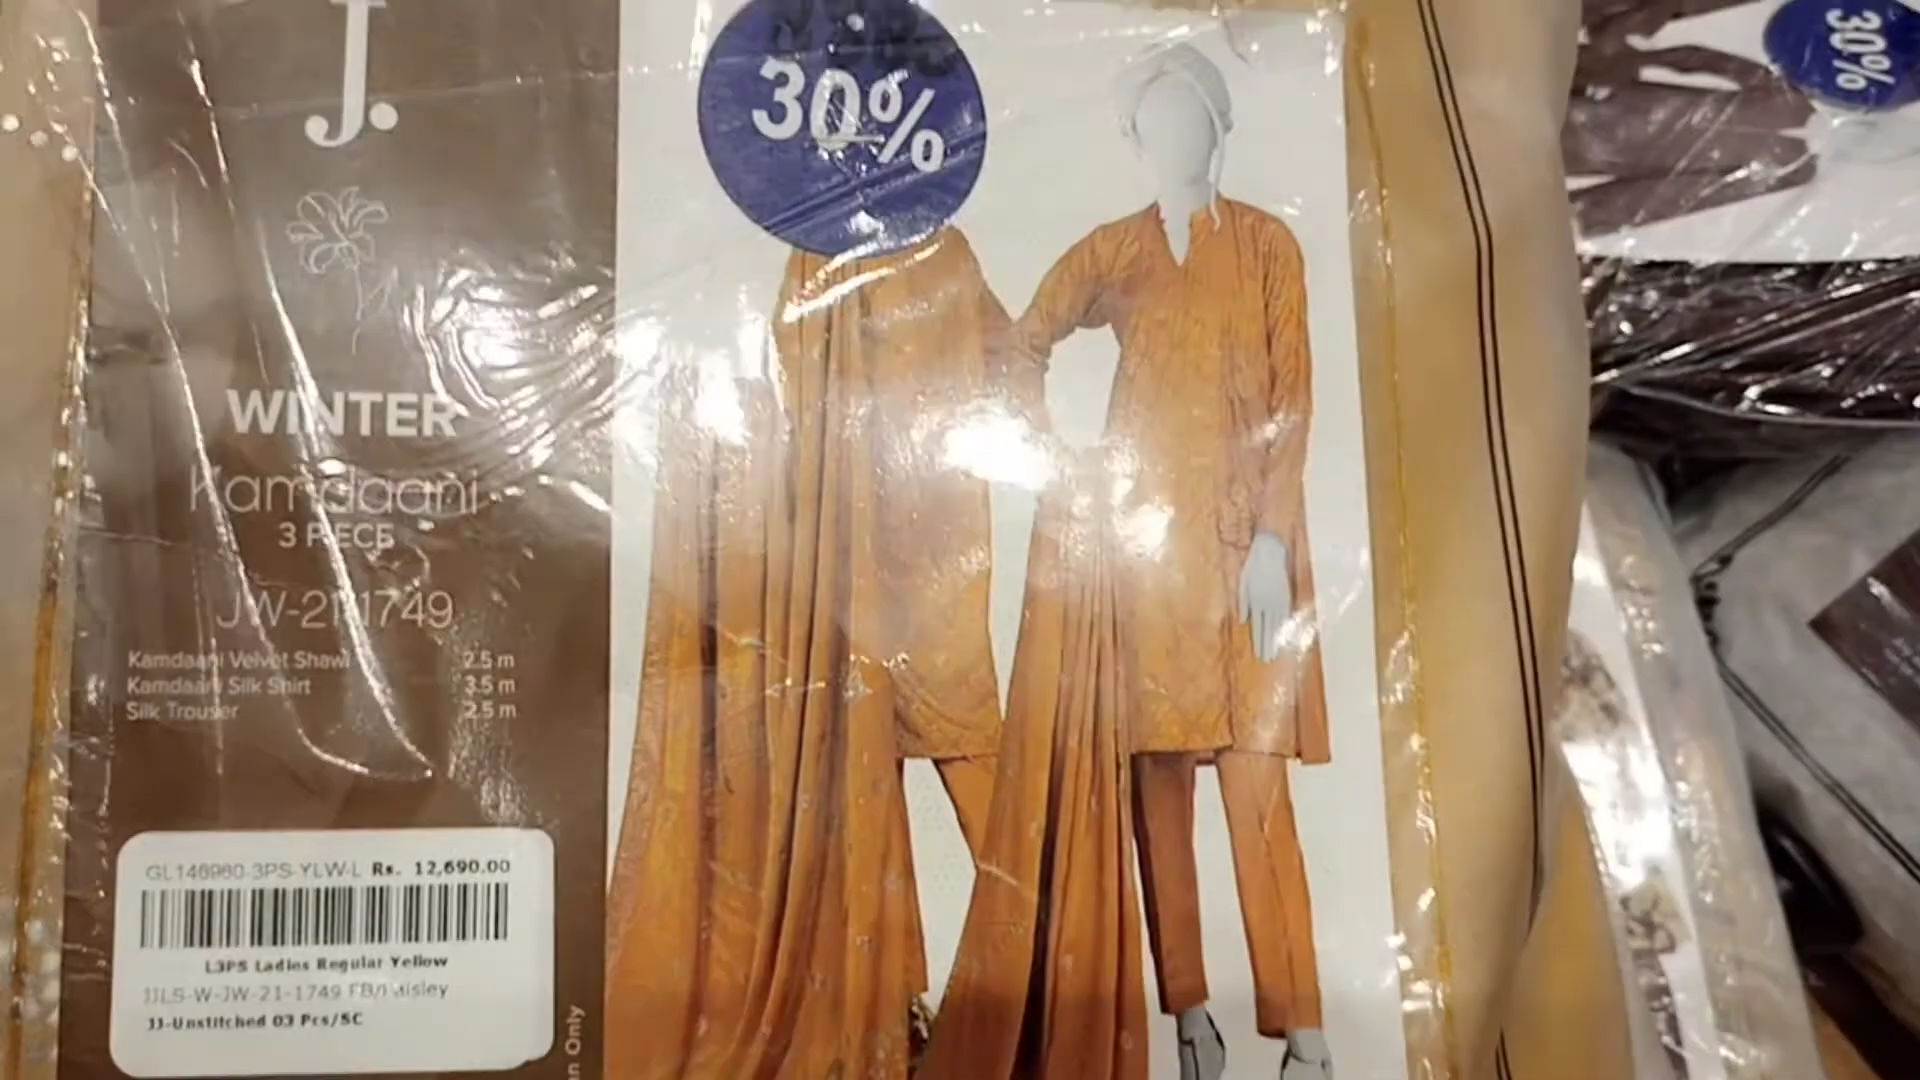 J.
30%
30%
WINTER
Kamdaani
3 PIECE
JW-21-1749
Kamdaani Velvet Shawl 2.5 m
Kamdaani Silk Shirt 3.5 m
Silk Trouser 2.5 m
GL146960-3PS-YLW-L Rs. 12,690.00
L3PS Ladies Regular Yellow
JJLS-W-JW-21-1749 FB/Paisley
JJ-Unstitched 03 Pcs/SC
Only